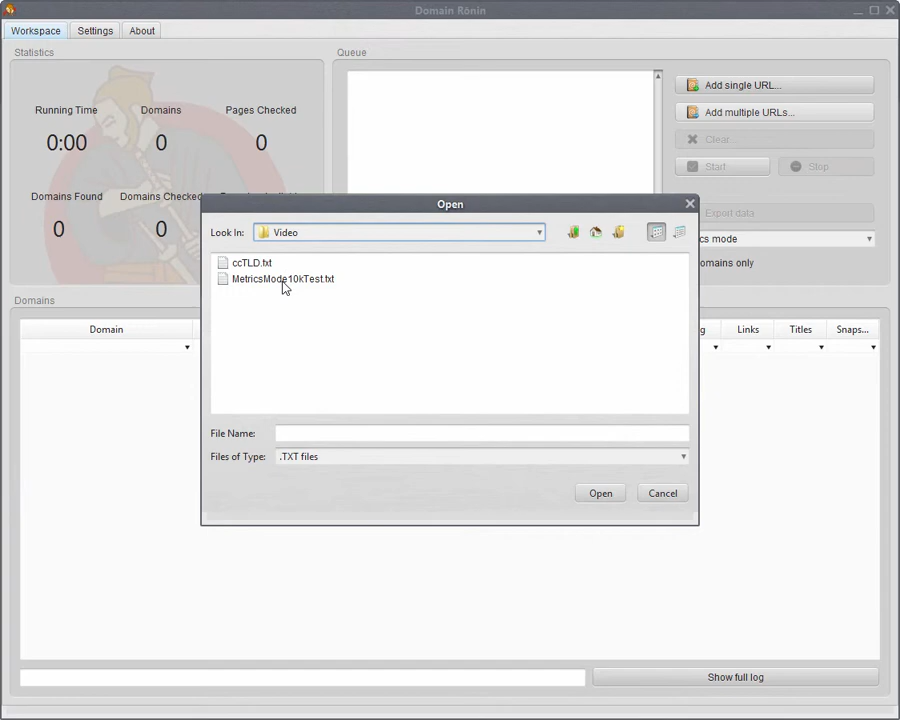 Domain Rōnin
Workspace
Settings
About
Statistics
Running Time
Domains
Pages Checked
0:00
0
0
Domains Found
Domains Checked
0
0
Queue
Add single URL...
Add multiple URLs...
Clear...
Start
Stop
Export data
cs mode
omains only
Open
Look In:
Video
ccTLD.txt
MetricsMode10kTest.txt
File Name:
Files of Type:
.TXT files
Open
Cancel
Domains
Domain
g
Links
Titles
Snaps...
Show full log